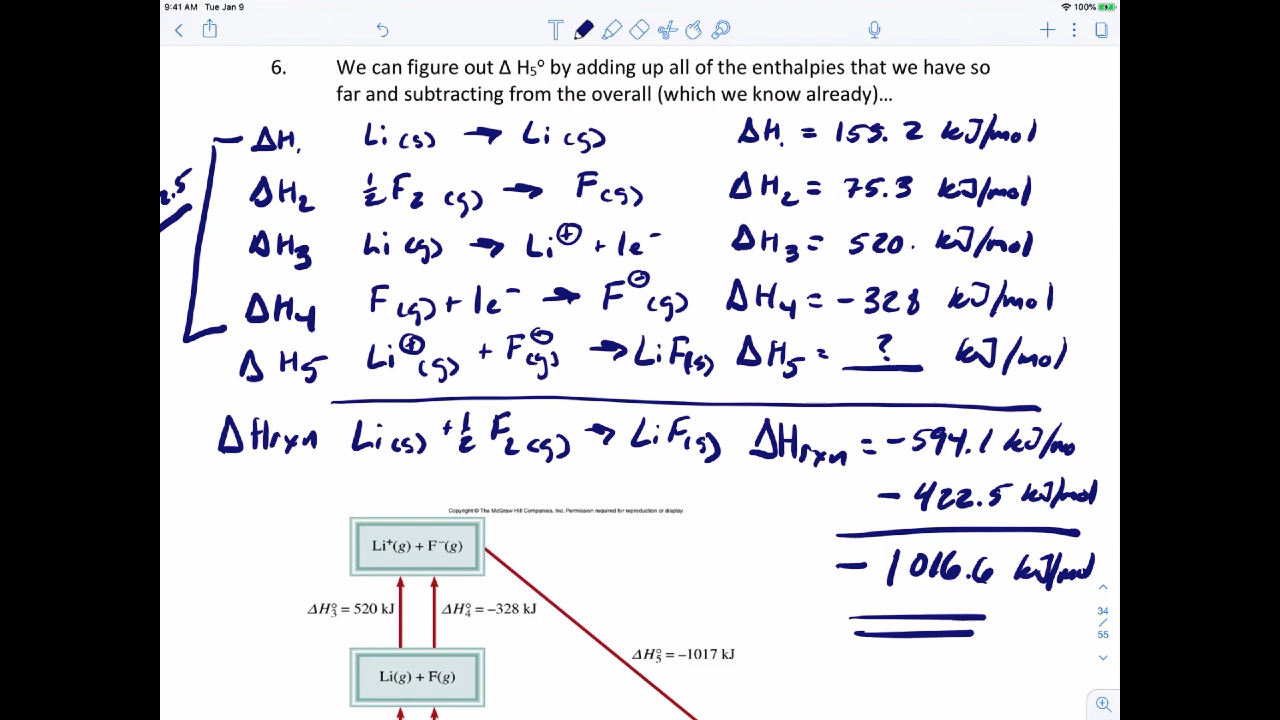 9:41 AM Tue Jan 9 100%
6. We can figure out Δ H₅° by adding up all of the enthalpies that we have so
far and subtracting from the overall (which we know already)...
ΔH₁ Li(s) → Li(g) ΔH₁ = 155.2 kJ/mol
ΔH₂ ½F₂(g) → F(g) ΔH₂ = 75.3 kJ/mol
2.5
ΔH₃ Li(g) → Li⊕ + 1e⁻ ΔH₃ = 520. kJ/mol
ΔH₄ F(g) + 1e⁻ → F⊖(g) ΔH₄ = -328 kJ/mol
ΔH₅ Li⊕(g) + F⊖(g) → LiF(s) ΔH₅ = ? kJ/mol
ΔHrxn Li(s) + ½F₂(g) → LiF(s) ΔHrxn = -594.1 kJ/mo
- 422.5 kJ/mol
- 1016.6 kJ/mol
Copyright © The McGraw-Hill Companies, Inc. Permission required for reproduction or display.
Li⁺(g) + F⁻(g)
ΔH₃° = 520 kJ ΔH₄° = −328 kJ
34
/
55
ΔH₅° = −1017 kJ
Li(g) + F(g)